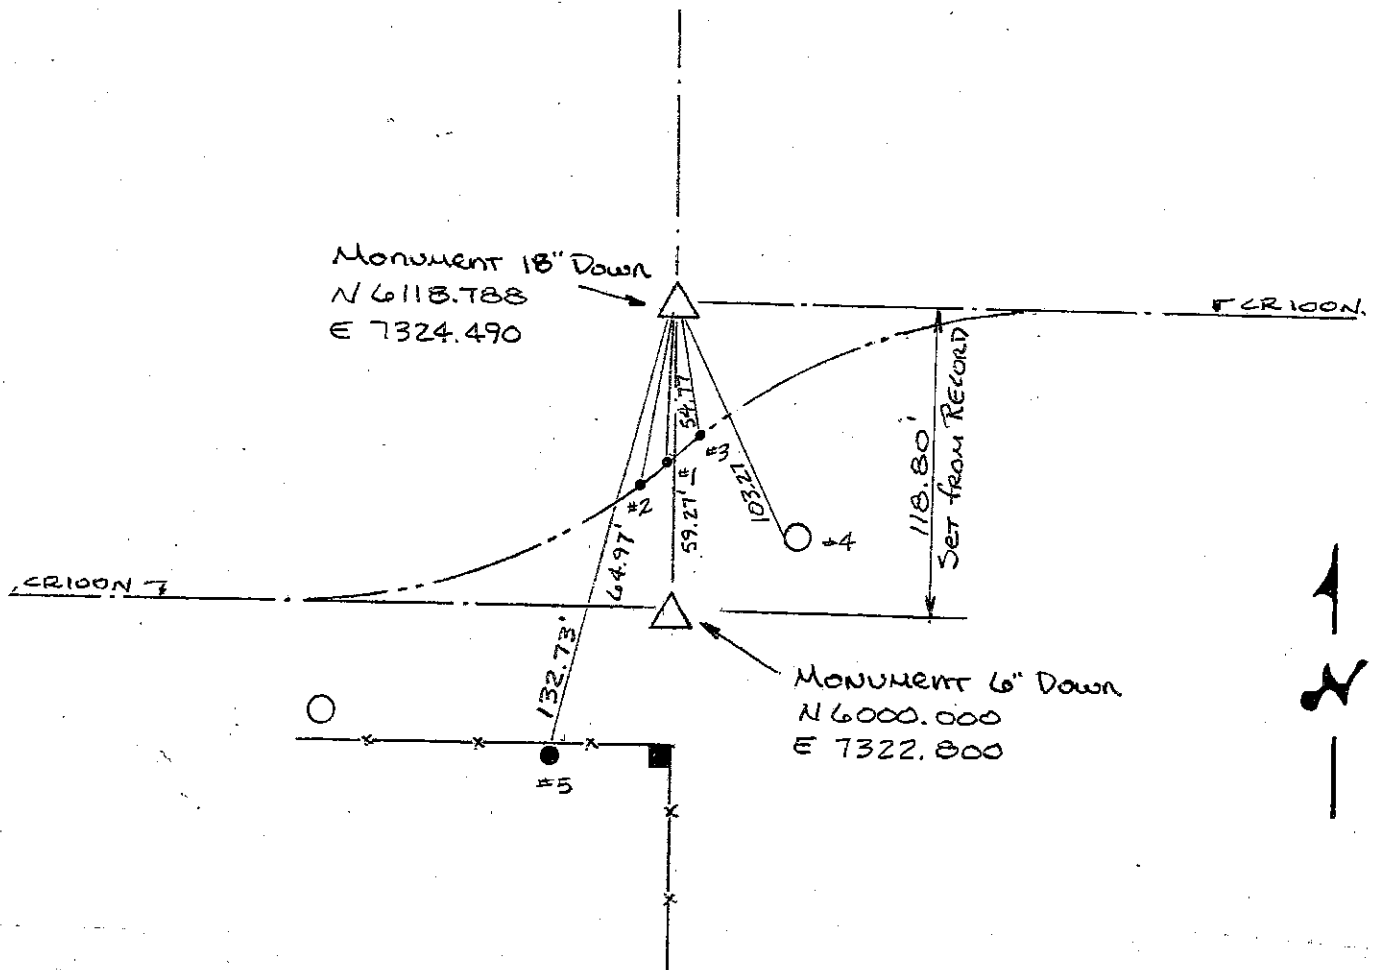 Monument 18" Down
N 6118.788
E 7324.490
CR100N.
54.77
#3
#1
#2
59.27'
103.27
64.97'
#4
118.80'
Set from Record
CR100N
132.73'
Monument 6" Down
N 6000.000
E 7322.800
#5
N